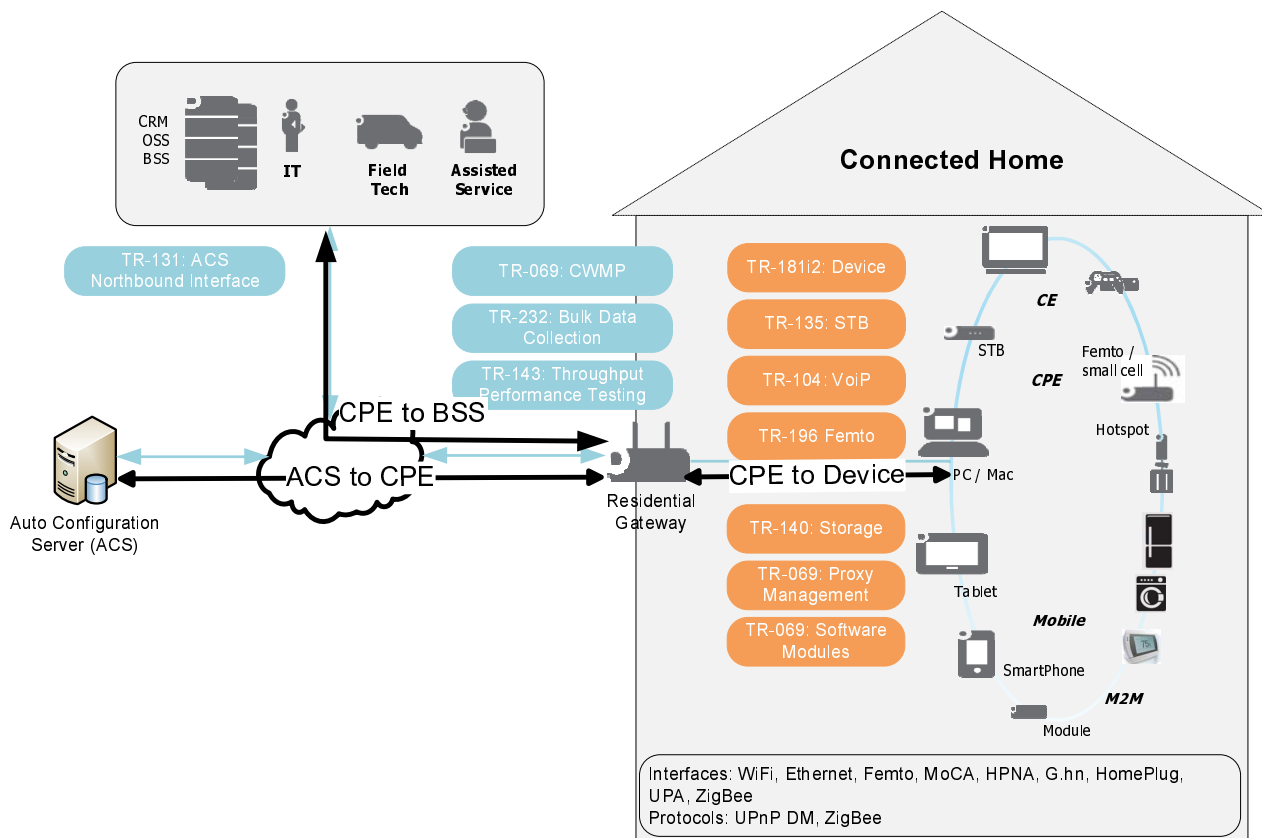 CRM
OSS
BSS
IT
Field
Tech
Assisted
Service
Connected Home
TR-131: ACS
Northbound Interface
TR-069: CWMP
TR-232: Bulk Data
Collection
TR-143: Throughput
Performance Testing
TR-181i2: Device
TR-135: STB
TR-104: VoiP
TR-196 Femto
CE
STB
Femto /
small cell
CPE
Hotspot
CPE to BSS
ACS to CPE
CPE to Device
PC / Mac
Auto Configuration
Server (ACS)
Residential
Gateway
TR-140: Storage
TR-069: Proxy
Management
TR-069: Software
Modules
Tablet
Mobile
SmartPhone
M2M
Module
75
Interfaces: WiFi, Ethernet, Femto, MoCA, HPNA, G.hn, HomePlug,
UPA, ZigBee
Protocols: UPnP DM, ZigBee